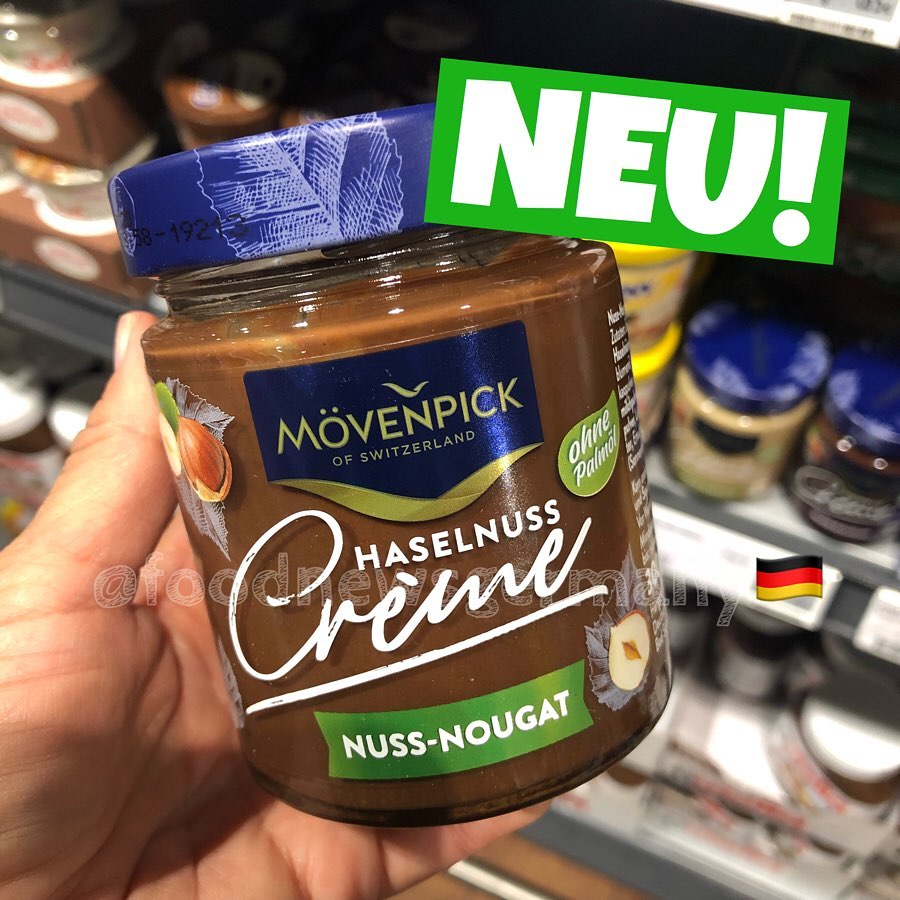 NEU!
MÖVENPICK
OF SWITZERLAND
ohne
Palmöl
HASELNUSS
Crème
@foodnewsgermany
NUSS-NOUGAT